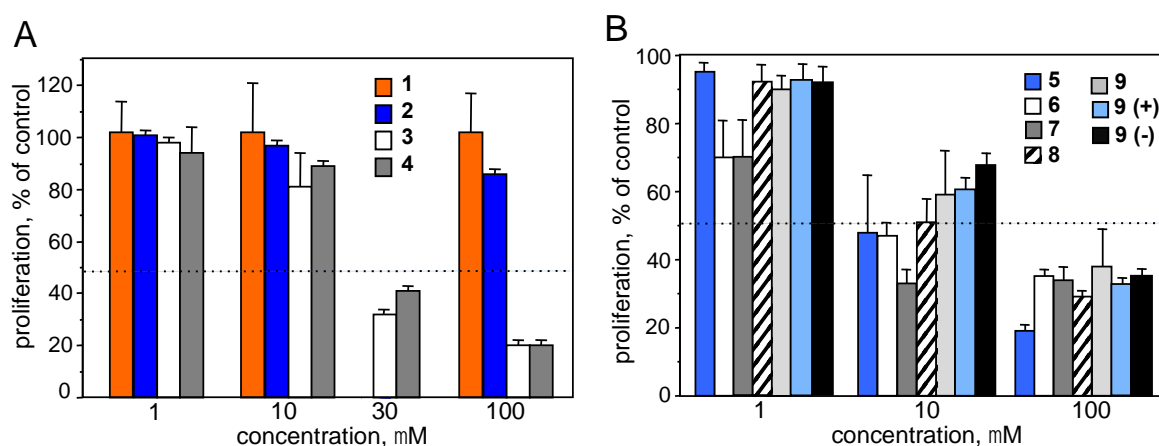 A
proliferation, % of control
120
100
80
60
40
20
0
1
2
3
4
1 10 30 100
concentration, mM
B
proliferation, % of control
100
80
60
40
20
0
5 9
6 9 (+)
7 9 (-)
8
1 10 100
concentration, mM